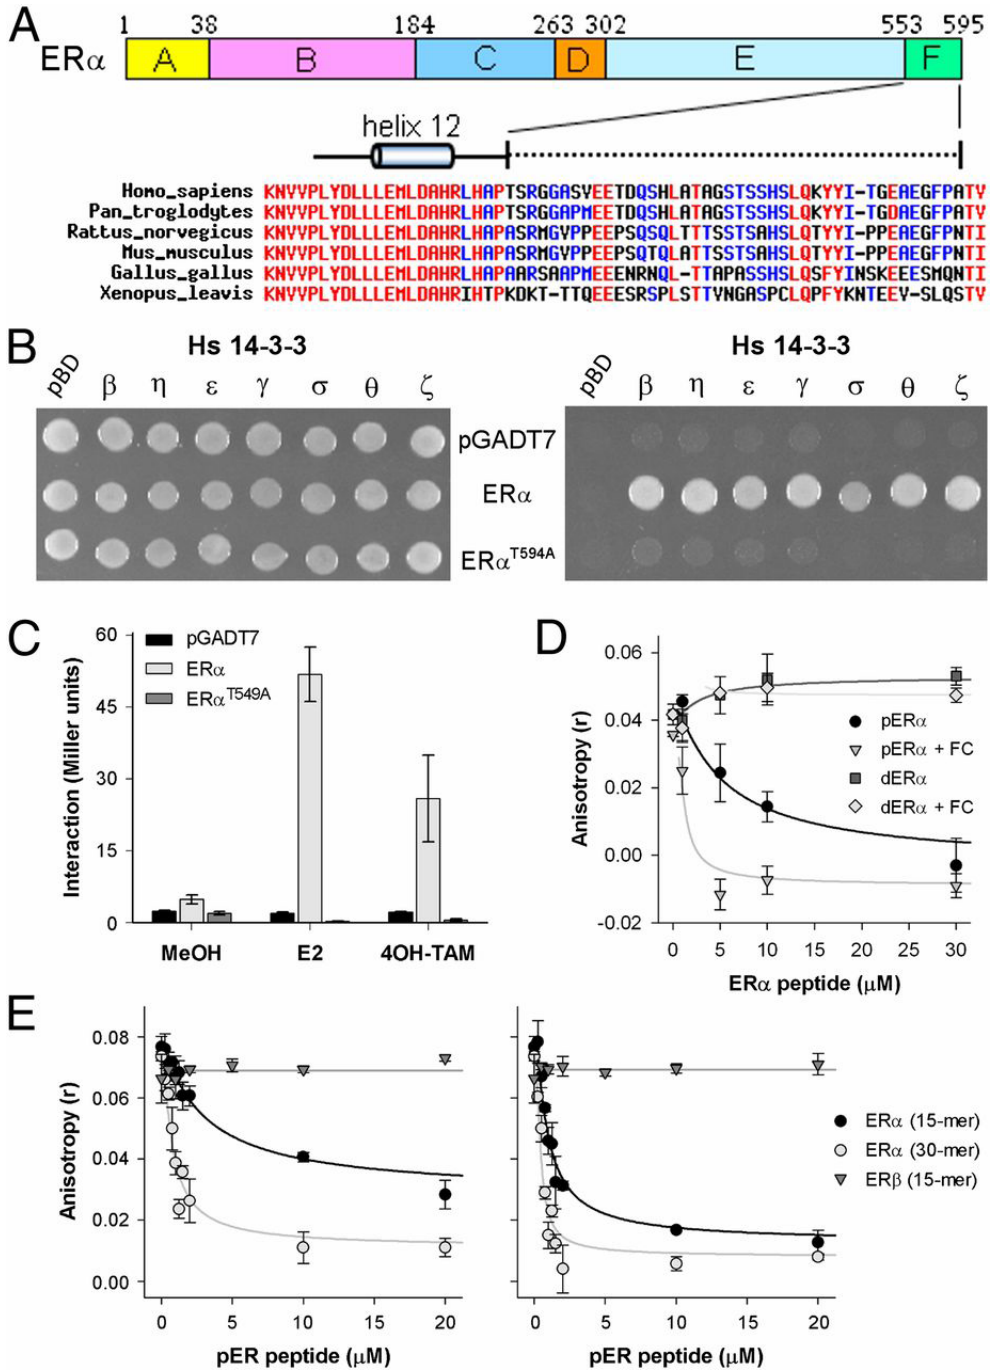 A
1 38 184 263 302 553 595
ERα A B C D E F
helix 12
Homo_sapiens KNVVPLYDLLLEMLDAHRLHAPTSRGGASVEETDQSHLATAGSTSSHSLQKYYI-TGEAEGFPATV
Pan_troglodytes KNVVPLYDLLLEMLDAHRLHAPTSRGGAPMEETDQSHLATAGSTSSHSLQKYYI-TGDAEGFPATV
Rattus_norvegicus KNVVPLYDLLLEMLDAHRLHAPASRMGVPPEEPSQSQLTTTSSTSAHSLQTYYI-PPEAEGFPNTI
Mus_musculus KNVVPLYDLLLEMLDAHRLHAPASRMGVPPEEPSQTQLATTSSTSAHSLQTYYI-PPEAEGFPNTI
Gallus_gallus KNVVPLYDLLLEMLDAHRLHAPAARSAAPMEEENRNQL-TTAPASSHSLQSFYINSKEEESMQNTI
Xenopus_leavis KNVVPLYDLLLEMLDAHRIHTPKDKT-TTQEEESRSPLSTTVNGASPCLQPFYKNTEEV-SLQSTV
B
Hs 14-3-3 Hs 14-3-3
pBD β η ε γ σ θ ζ pBD β η ε γ σ θ ζ
pGADT7
ERα
ERαT594A
C
Interaction (Miller units)
60
45
30
15
0
pGADT7
ERα
ERαT549A
MeOH E2 4OH-TAM
D
Anisotropy (r)
0.06
0.04
0.02
0.00
-0.02
pERα
pERα + FC
dERα
dERα + FC
0 5 10 15 20 25 30
ERα peptide (μM)
E
Anisotropy (r)
0.08
0.06
0.04
0.02
0.00
0 5 10 15 20
pER peptide (μM)
0 5 10 15 20
pER peptide (μM)
ERα (15-mer)
ERα (30-mer)
ERβ (15-mer)